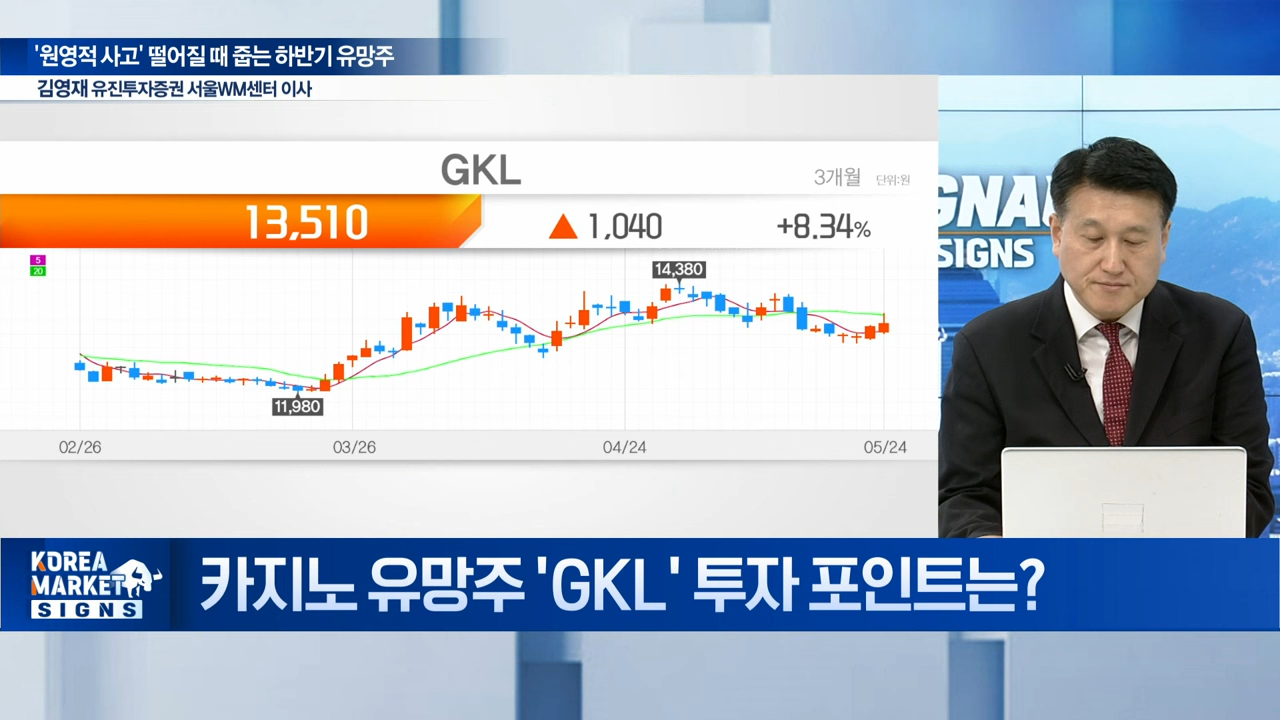 '원영적 사고' 떨어질 때 줍는 하반기 유망주
김영재 유진투자증권 서울WM센터 이사
GKL
3개월 단위:원
13,510 ▲ 1,040 +8.34%
5
20
14,380
11,980
02/26 03/26 04/24 05/24
SIGNS
KOREA
MARKET
SIGNS
카지노 유망주 'GKL' 투자 포인트는?